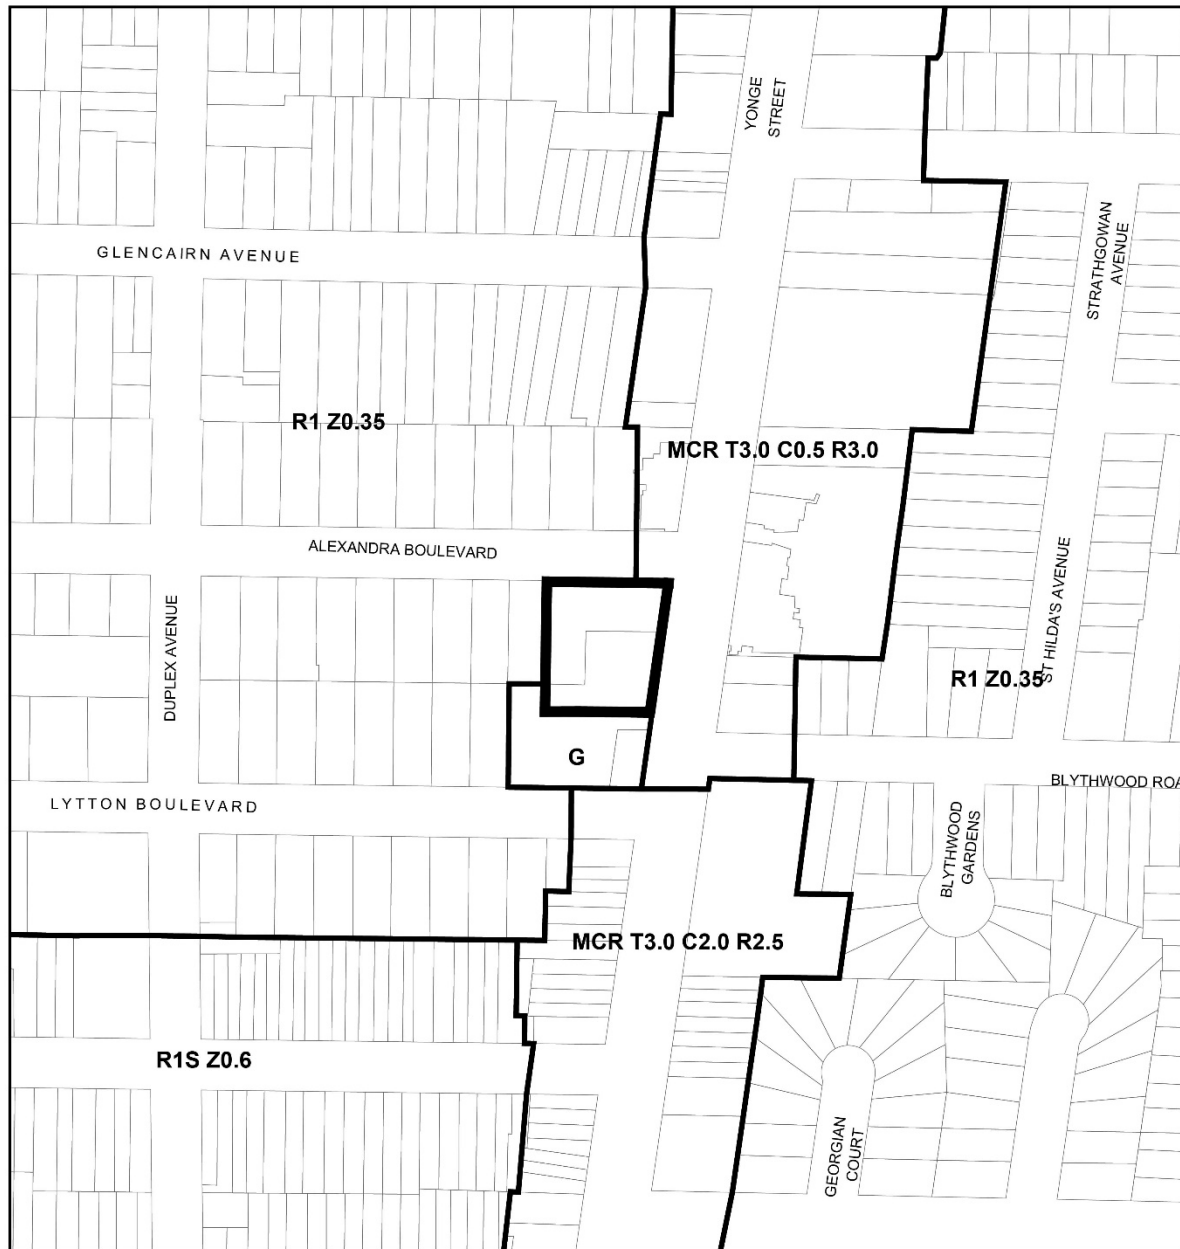 YONGE
STREET
STRATHGOWAN
AVENUE
GLENCAIRN AVENUE
R1 Z0.35
MCR T3.0 C0.5 R3.0
ALEXANDRA BOULEVARD
DUPLEX AVENUE
ST HILDA'S AVENUE
R1 Z0.35
G
BLYTHWOOD ROA
LYTTON BOULEVARD
BLYTHWOOD
GARDENS
MCR T3.0 C2.0 R2.5
R1S Z0.6
GEORGIAN
COURT